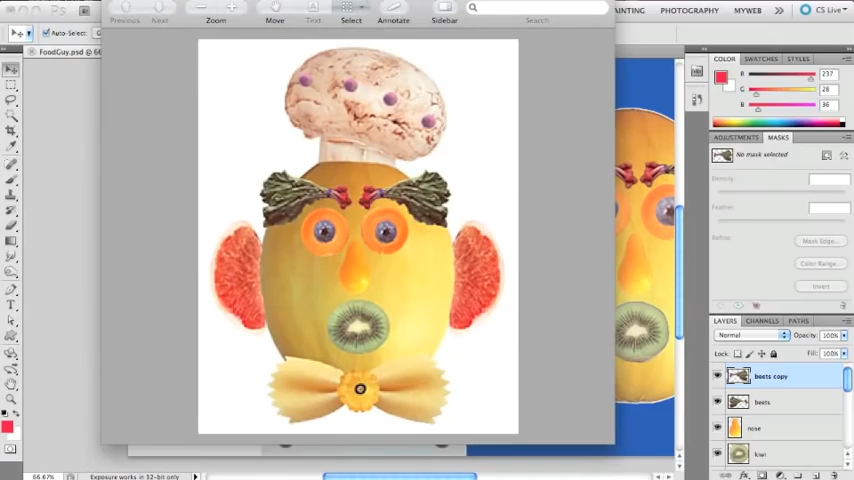 PAINTING PHOTOGRAPHY MYWEB CS Live
Previous Next Zoom Move Text Select Annotate Sidebar Search
Auto-Select:
FoodGuy.psd @ 66
COLOR SWATCHES STYLES
R 237
G 28
B 36
ADJUSTMENTS MASKS
No mask selected
Density:
Feather:
Refine:
Mask Edge...
Color Range...
Invert
LAYERS CHANNELS PATHS
Normal Opacity: 100%
Lock: Fill: 100%
beets copy
beets
nose
kiwi
66.67% Exposure works in 32-bit only